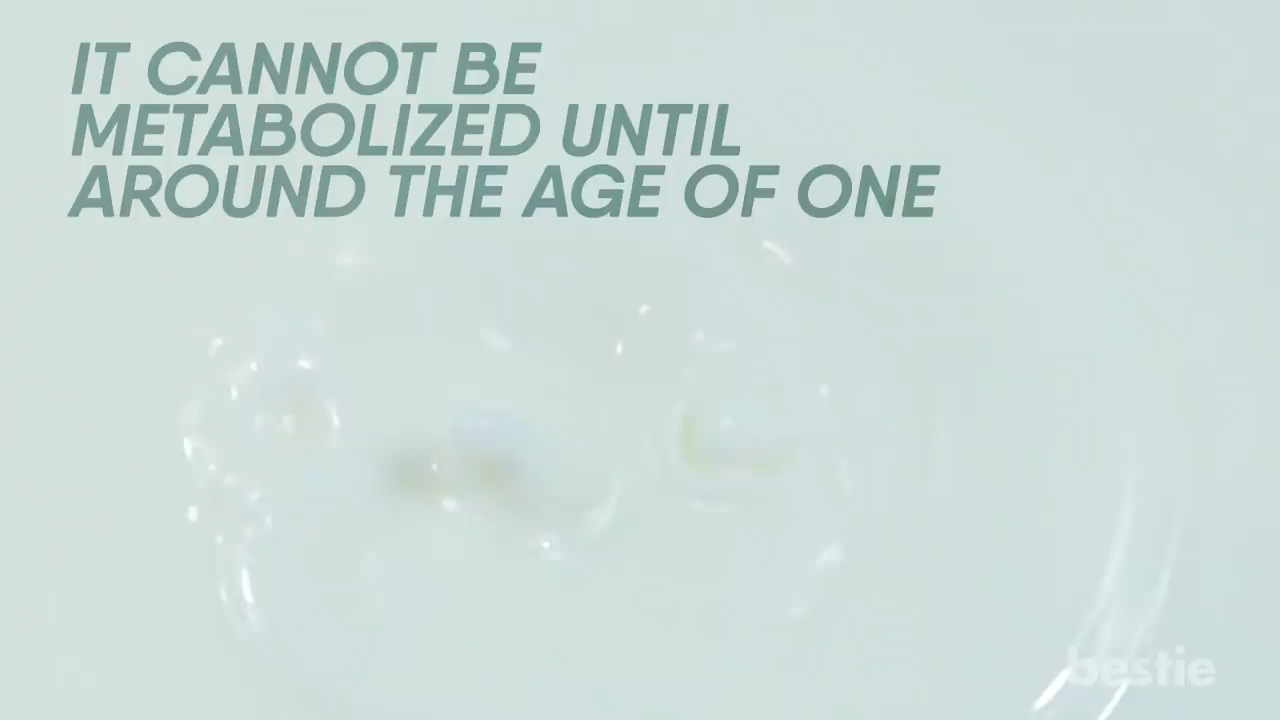 IT CANNOT BE
METABOLIZED UNTIL
AROUND THE AGE OF ONE
bestie